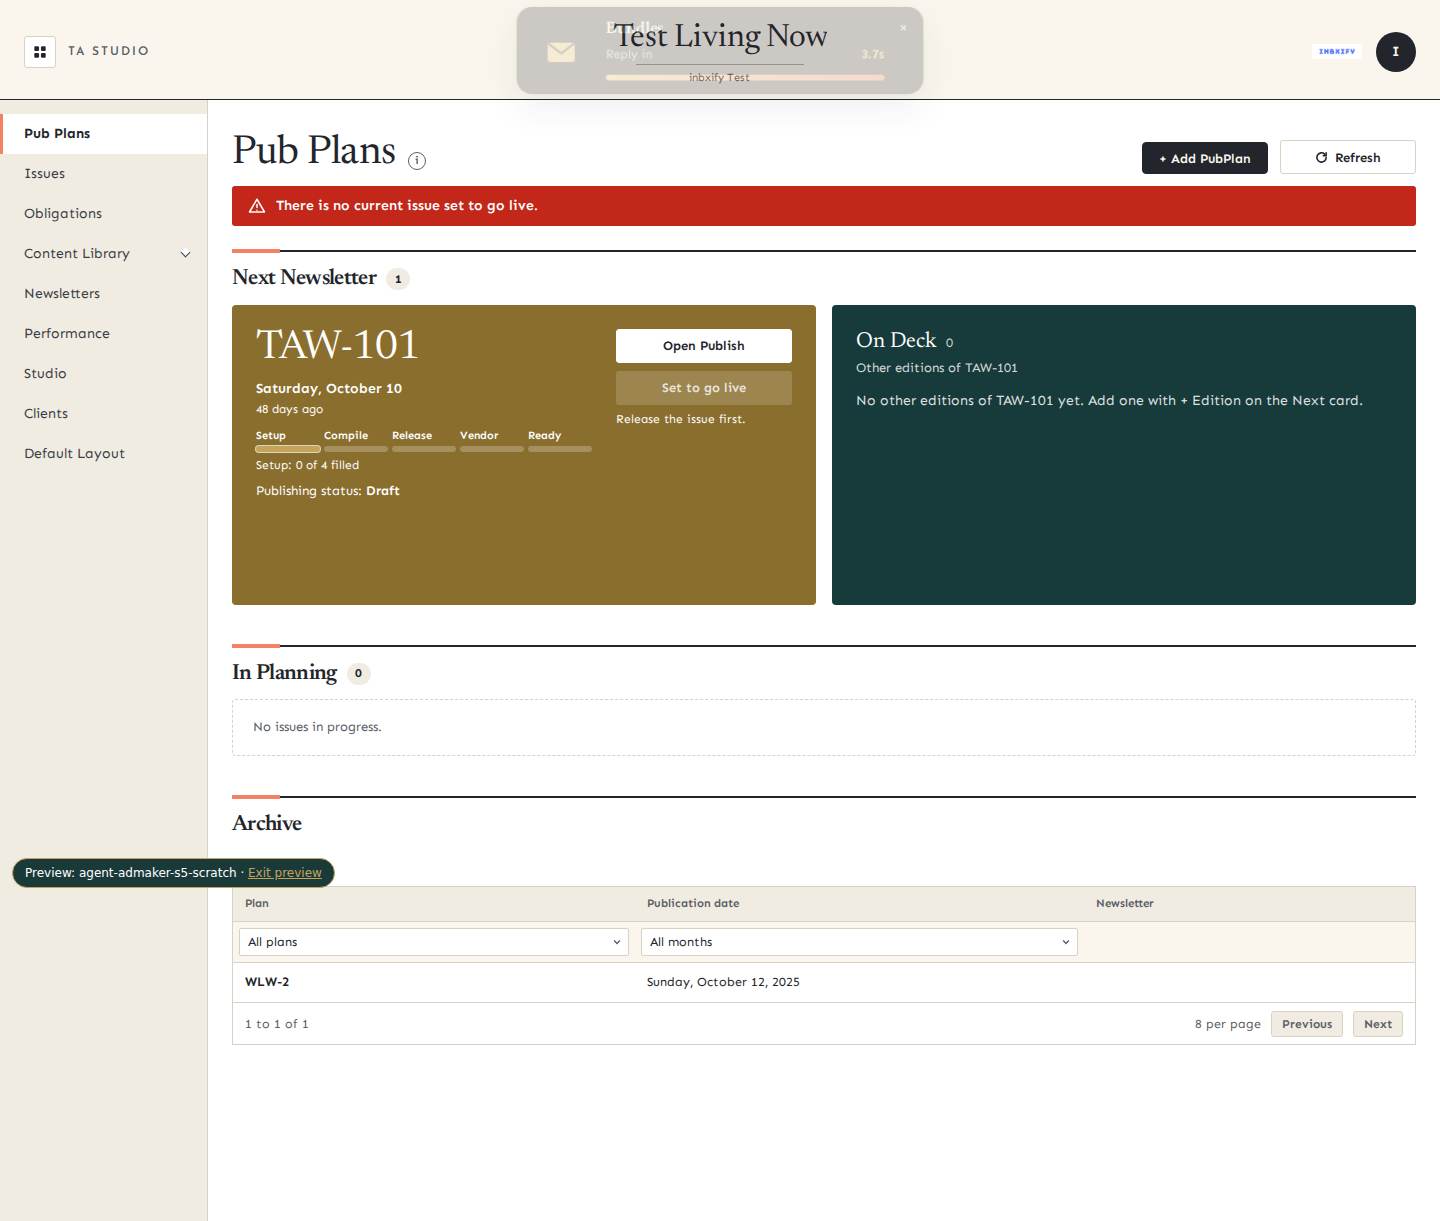 TA STUDIO
Bundles
Test Living Now
×
Reply in
3.7s
inbxify Test
INBXIFY
I
Pub Plans
Issues
Obligations
Content Library
Newsletters
Performance
Studio
Clients
Default Layout
Pub Plans
i
+ Add PubPlan
Refresh
There is no current issue set to go live.
Next Newsletter 1
TAW-101
Saturday, October 10
48 days ago
Setup Compile Release Vendor Ready
Setup: 0 of 4 filled
Publishing status: Draft
Open Publish
Set to go live
Release the issue first.
On Deck 0
Other editions of TAW-101
No other editions of TAW-101 yet. Add one with + Edition on the Next card.
In Planning 0
No issues in progress.
Archive
Preview: agent-admaker-s5-scratch · Exit preview
Plan Publication date Newsletter
All plans All months
WLW-2 Sunday, October 12, 2025
1 to 1 of 1 8 per page Previous Next